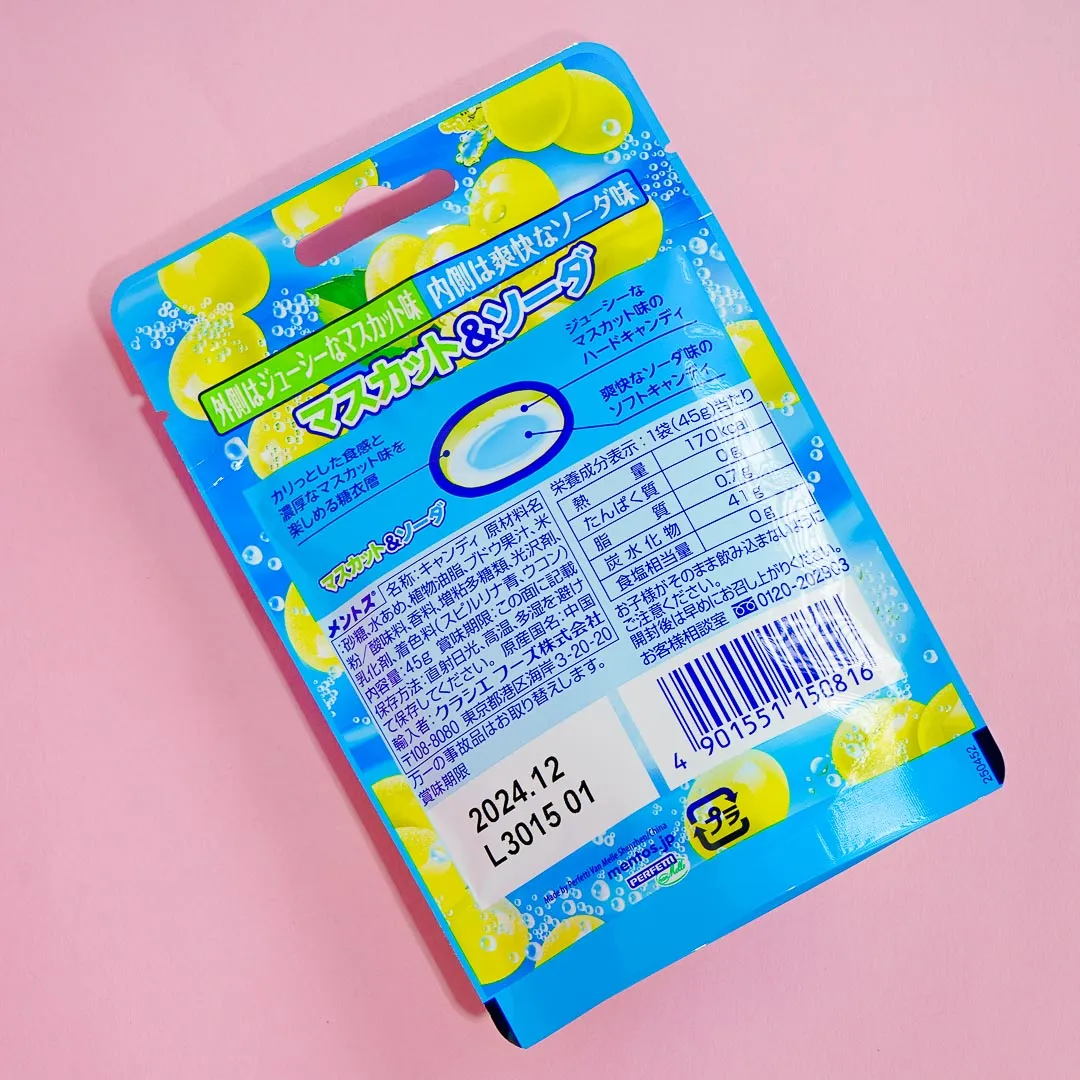 外側はジューシーなマスカット味 内側は爽快なソーダ味
マスカット&ソーダ
ジューシーな
マスカット味の
ハードキャンディ
爽快なソーダ味の
ソフトキャンディ
カリっとした食感と
濃厚なマスカット味を
楽しめる糖衣層
マスカット&ソーダ
メントス® 名称:キャンディ 原材料名
:砂糖、水あめ、植物油脂、ブドウ果汁、米
粉/酸味料、香料、増粘多糖類、光沢剤、
乳化剤、着色料(スピルリナ青、ウコン)
内容量:45g 賞味期限:この面に記載
保存方法:直射日光、高温、多湿を避け
て保存してください。 原産国名:中国
輸入者:クラシエフーズ株式会社
〒108-8080 東京都港区海岸3-20-20
万一の事故品はお取り替えします。
賞味期限
2024.12
L3015 01
栄養成分表示:1袋(45g)当たり
熱量 170kcal
たんぱく質 0g
脂質 0.7g
炭水化物 41g
食塩相当量 0g
お子様がそのまま飲み込まないように
ご注意ください。
開封後は早めにお召し上がりください。
お客様相談室 0120-202903
4 901551 150816
プラ
Made by Perfetti Van Melle Shenzhen, China
mentos.jp
PERFETTI
Melle
250452